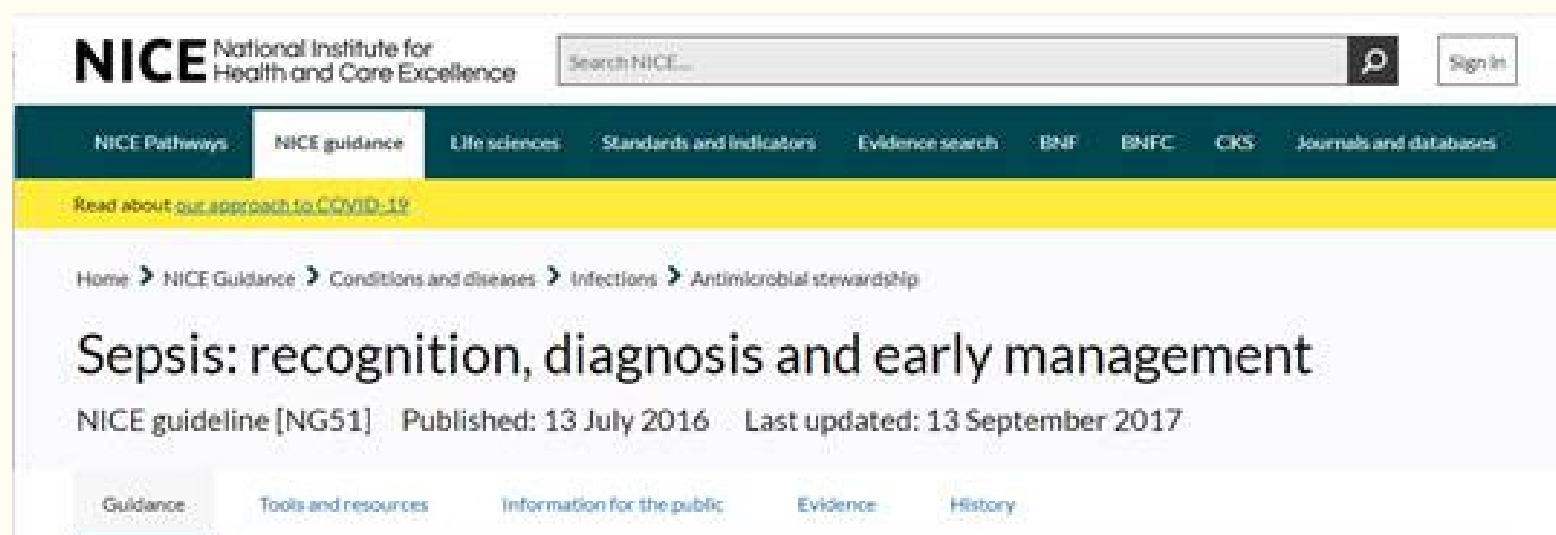 NICE National Institute for
Health and Care Excellence
Search NICE...
Sign in
NICE Pathways NICE guidance Life sciences Standards and indicators Evidence search BNF BNFC CKS Journals and databases
Read about our approach to COVID-19
Home > NICE Guidance > Conditions and diseases > Infections > Antimicrobial stewardship
Sepsis: recognition, diagnosis and early management
NICE guideline [NG51] Published: 13 July 2016 Last updated: 13 September 2017
Guidance Tools and resources Information for the public Evidence History